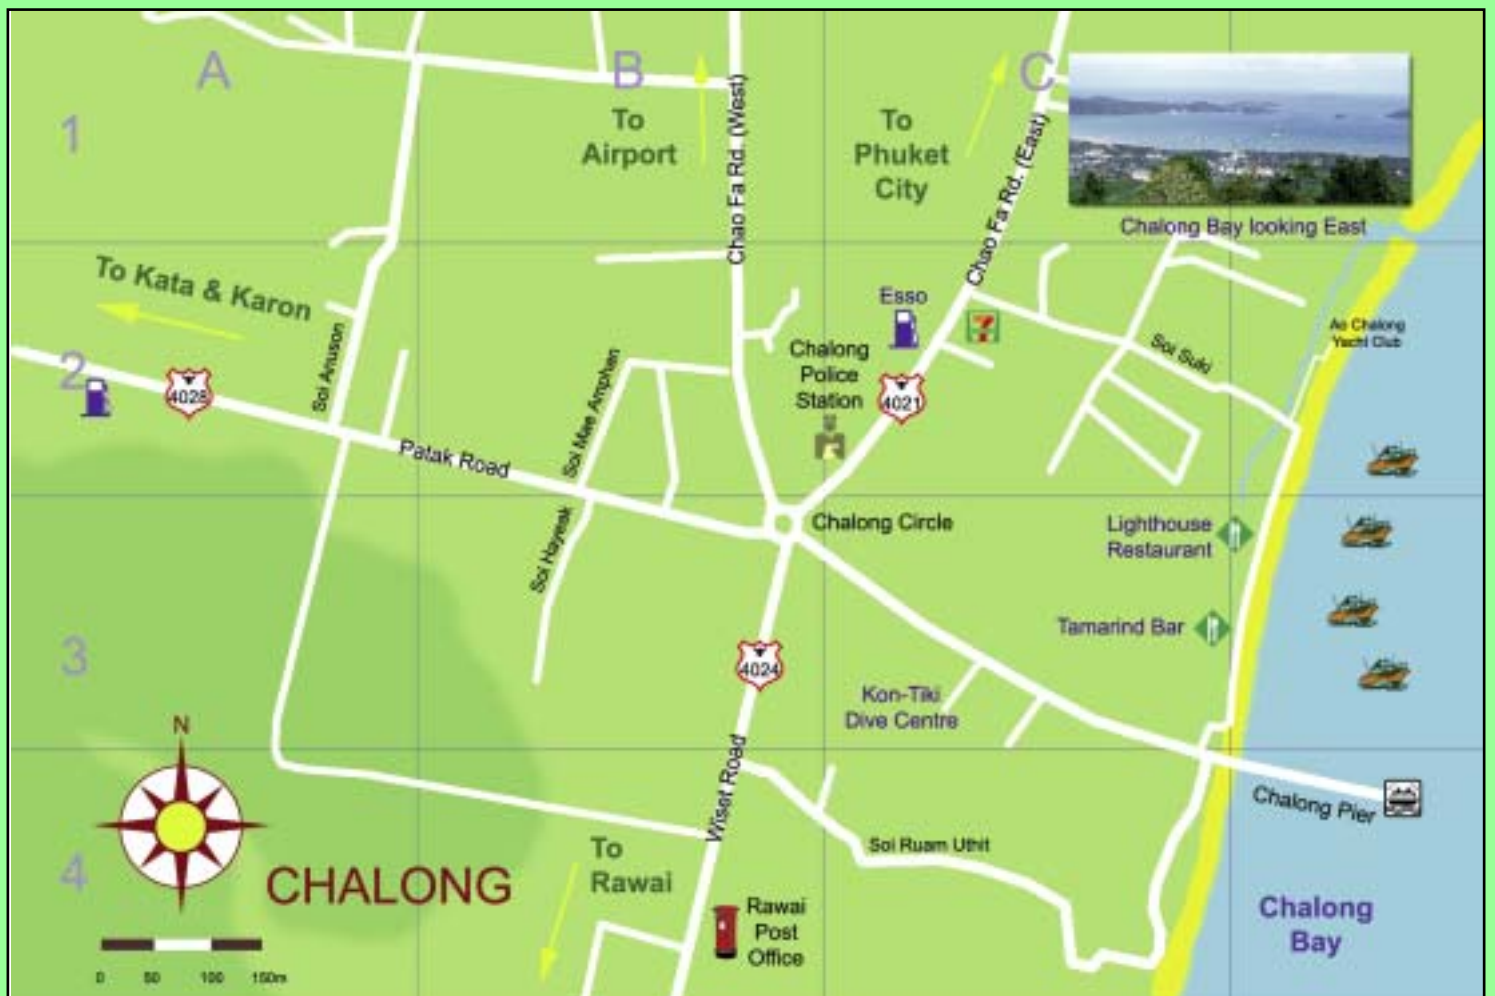 A
B
C
1
To
Airport
To
Phuket
City
Chao Fa Rd. (West)
Chao Fa Rd. (East)
Chalong Bay looking East
To Kata & Karon
2
4028
Soi Anuson
Patak Road
Soi Mae Amphan
Esso
7
Chalong
Police
Station
4021
Soi Suki
Ao Chalong
Yacht Club
Chalong Circle
Soi Hayeak
Lighthouse
Restaurant
Tamarind Bar
3
4024
Kon-Tiki
Dive Centre
N
Wiset Road
Chalong Pier
4
CHALONG
To
Rawai
Soi Ruam Uthit
Rawai
Post
Office
Chalong
Bay
0 50 100 150m